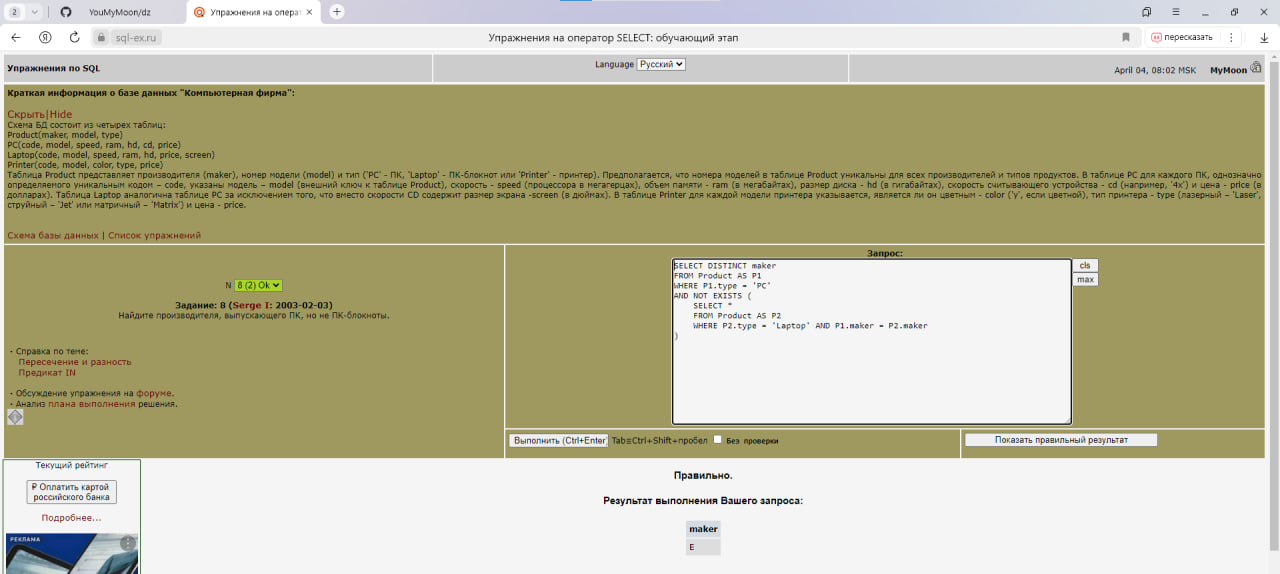 2
YouMyMoon/dz
Упражнения на операт
sql-ex.ru
Упражнения на оператор SELECT: обучающий этап
пересказать
Упражнения по SQL
Language Русский
April 04, 08:02 MSK MyMoon
Краткая информация о базе данных "Компьютерная фирма":
Скрыть|Hide
Схема БД состоит из четырех таблиц:
Product(maker, model, type)
PC(code, model, speed, ram, hd, cd, price)
Laptop(code, model, speed, ram, hd, price, screen)
Printer(code, model, color, type, price)
Таблица Product представляет производителя (maker), номер модели (model) и тип ('PC' - ПК, 'Laptop' - ПК-блокнот или 'Printer' - принтер). Предполагается, что номера моделей в таблице Product уникальны для всех производителей и типов продуктов. В таблице PC для каждого ПК, однозначно
определяемого уникальным кодом – code, указаны модель – model (внешний ключ к таблице Product), скорость - speed (процессора в мегагерцах), объем памяти - ram (в мегабайтах), размер диска - hd (в гигабайтах), скорость считывающего устройства - cd (например, '4x') и цена - price (в
долларах). Таблица Laptop аналогична таблице РС за исключением того, что вместо скорости CD содержит размер экрана -screen (в дюймах). В таблице Printer для каждой модели принтера указывается, является ли он цветным - color ('y', если цветной), тип принтера - type (лазерный – 'Laser',
струйный – 'Jet' или матричный – 'Matrix') и цена - price.
Схема базы данных | Список упражнений
N 8 (2) Ok
Задание: 8 (Serge I: 2003-02-03)
Найдите производителя, выпускающего ПК, но не ПК-блокноты.
· Справка по теме:
Пересечение и разность
Предикат IN
· Обсуждение упражнения на форуме.
· Анализ плана выполнения решения.
Запрос:
SELECT DISTINCT maker
FROM Product AS P1
WHERE P1.type = 'PC'
AND NOT EXISTS (
SELECT *
FROM Product AS P2
WHERE P2.type = 'Laptop' AND P1.maker = P2.maker
)
cls
max
Выполнить (Ctrl+Enter) Tab≡Ctrl+Shift+пробел Без проверки
Показать правильный результат
Текущий рейтинг
₽ Оплатить картой
российского банка
Подробнее...
РЕКЛАМА
Правильно.
Результат выполнения Вашего запроса:
maker
E